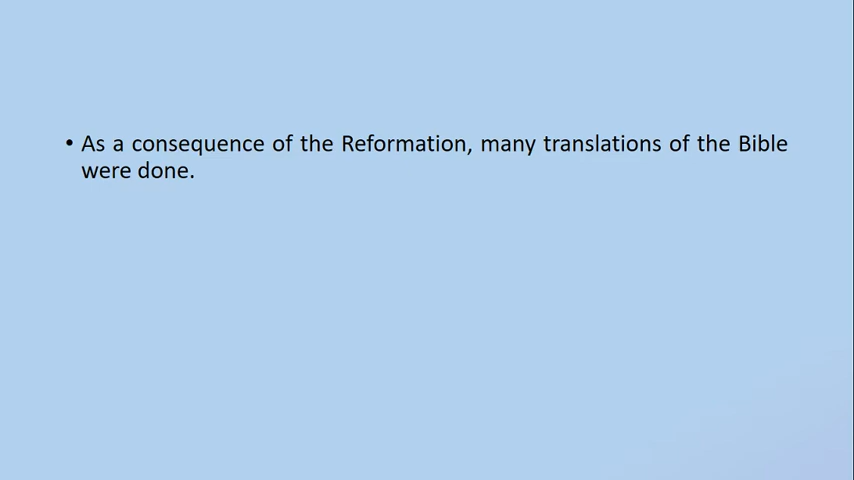 • As a consequence of the Reformation, many translations of the Bible
were done.